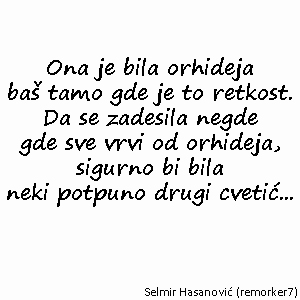 Ona je bila orhideja
baš tamo gde je to retkost.
Da se zadesila negde
gde sve vrvi od orhideja,
sigurno bi bila
neki potpuno drugi cvetić...
Selmir Hasanović (remorker7)